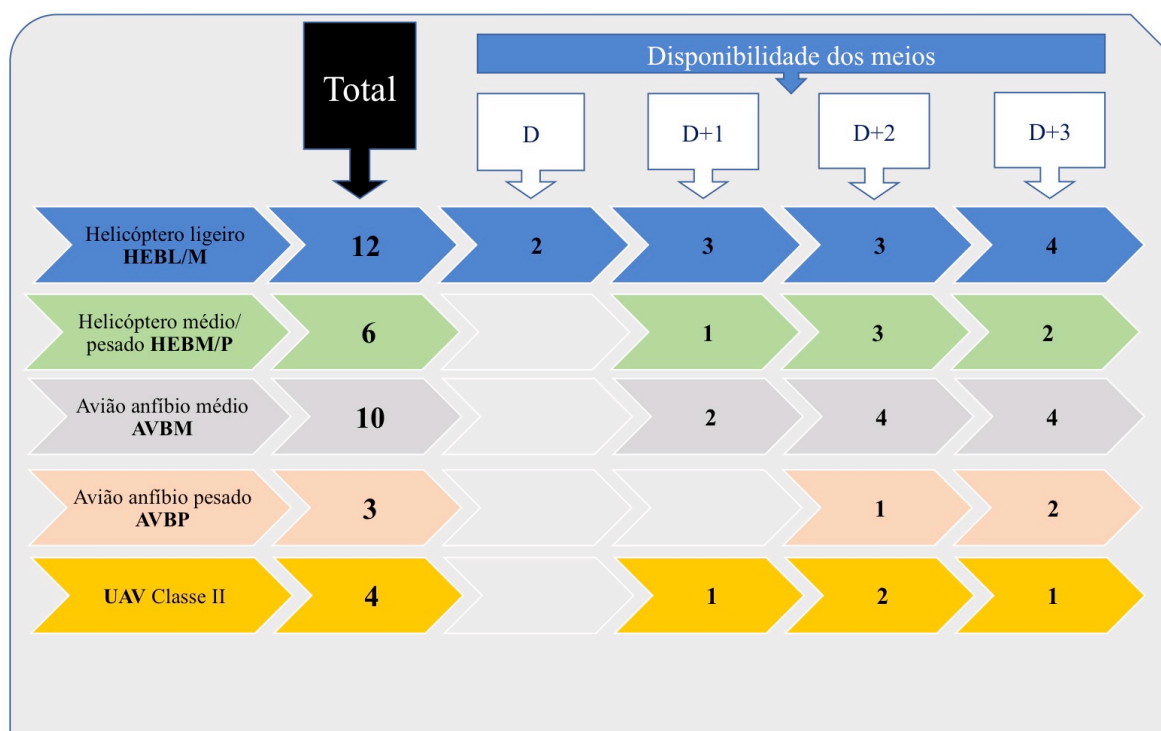 Total
Disponibilidade dos meios
D
D+1
D+2
D+3
Helicóptero ligeiro
HEBL/M
12
2
3
3
4
Helicóptero médio/
pesado HEBM/P
6
1
3
2
Avião anfíbio médio
AVBM
10
2
4
4
Avião anfíbio pesado
AVBP
3
1
2
UAV Classe II
4
1
2
1